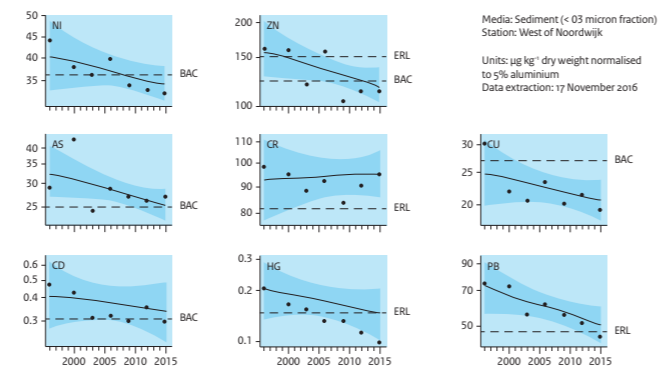 50
45
40
35
NI
BAC
200
150
100
ZN
ERL
BAC
Media: Sediment (< 03 micron fraction)
Station: West of Noordwijk
Units: µg kg⁻¹ dry weight normalised
to 5% aluminium
Data extraction: 17 November 2016
40
35
30
25
AS
BAC
110
100
90
80
CR
ERL
30
25
20
CU
BAC
0.6
0.5
0.4
0.3
CD
BAC
2000 2005 2010 2015
0.3
0.2
0.1
HG
ERL
2000 2005 2010 2015
90
70
50
PB
ERL
2000 2005 2010 2015